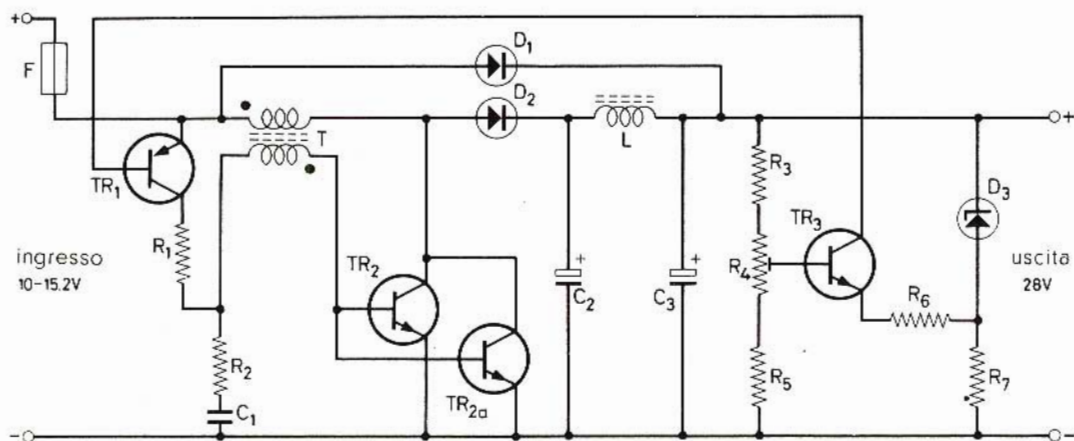 +
F
D₁
D₂
T
L
+
TR₁
R₁
R₃
D₃
TR₃
ingresso
10-15.2V
TR₂
+
C₂
+
C₃
R₄
R₆
uscita
28V
R₂
TR₂ₐ
R₅
R₇
C₁
-
-